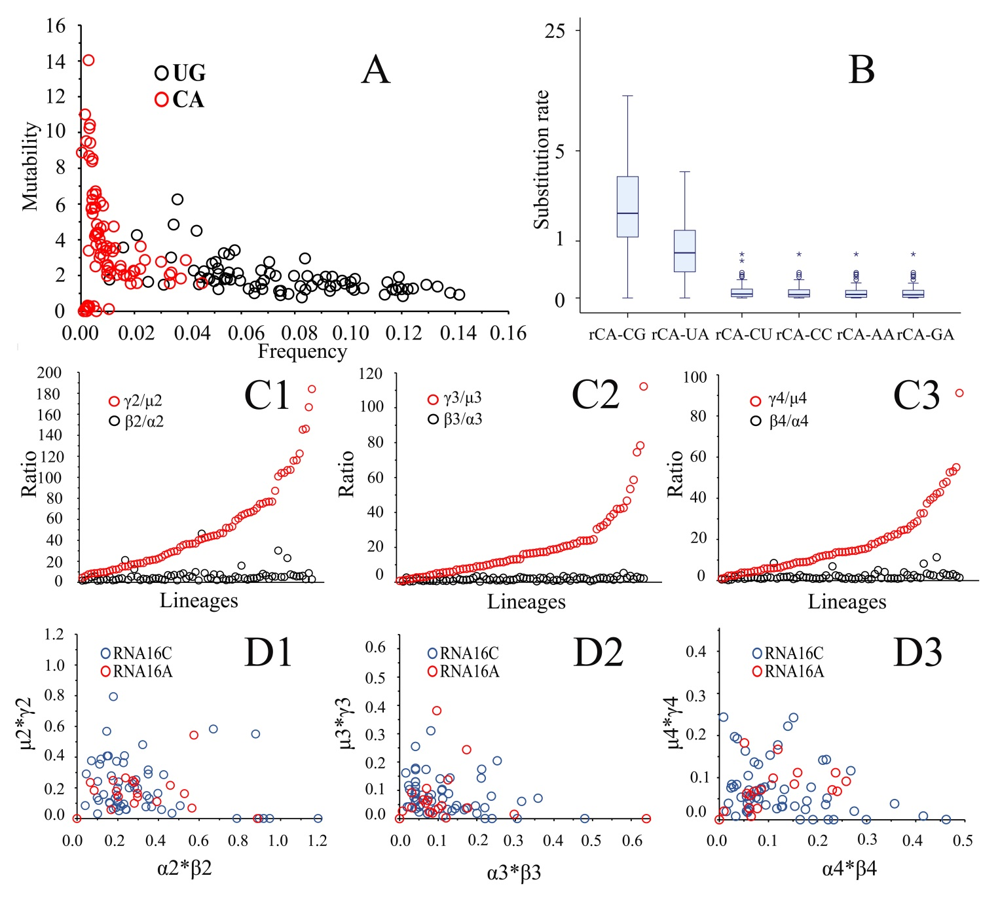 A
16
14
12
10
8
6
4
2
0
Mutability
UG
CA
0.00 0.02 0.04 0.06 0.08 0.10 0.12 0.14 0.16
Frequency
B
25
5
1
0
Substitution rate
rCA-CG rCA-UA rCA-CU rCA-CC rCA-AA rCA-GA
C1
200
180
160
140
120
100
80
60
40
20
0
Ratio
γ2/μ2
β2/α2
Lineages
C2
120
100
80
60
40
20
0
Ratio
γ3/μ3
β3/α3
Lineages
C3
100
80
60
40
20
0
Ratio
γ4/μ4
β4/α4
Lineages
D1
1.2
1.0
0.8
0.6
0.4
0.2
0.0
μ2*γ2
RNA16C
RNA16A
0.0 0.2 0.4 0.6 0.8 1.0 1.2
α2*β2
D2
0.6
0.5
0.4
0.3
0.2
0.1
0.0
μ3*γ3
RNA16C
RNA16A
0.0 0.1 0.2 0.3 0.4 0.5 0.6
α3*β3
D3
0.4
0.3
0.2
0.1
0.0
μ4*γ4
RNA16C
RNA16A
0.0 0.1 0.2 0.3 0.4 0.5
α4*β4